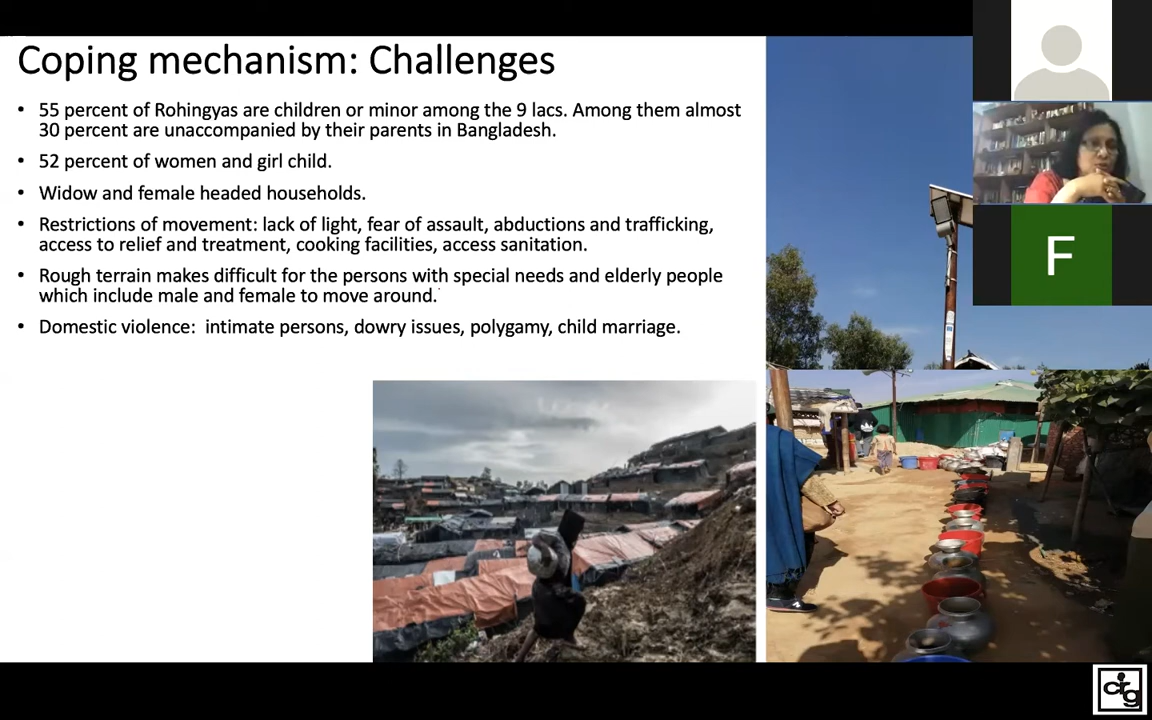 Coping mechanism: Challenges
• 55 percent of Rohingyas are children or minor among the 9 lacs. Among them almost
30 percent are unaccompanied by their parents in Bangladesh.
• 52 percent of women and girl child.
• Widow and female headed households.
• Restrictions of movement: lack of light, fear of assault, abductions and trafficking,
access to relief and treatment, cooking facilities, access sanitation.
• Rough terrain makes difficult for the persons with special needs and elderly people
which include male and female to move around.
• Domestic violence: intimate persons, dowry issues, polygamy, child marriage.
F
cirg